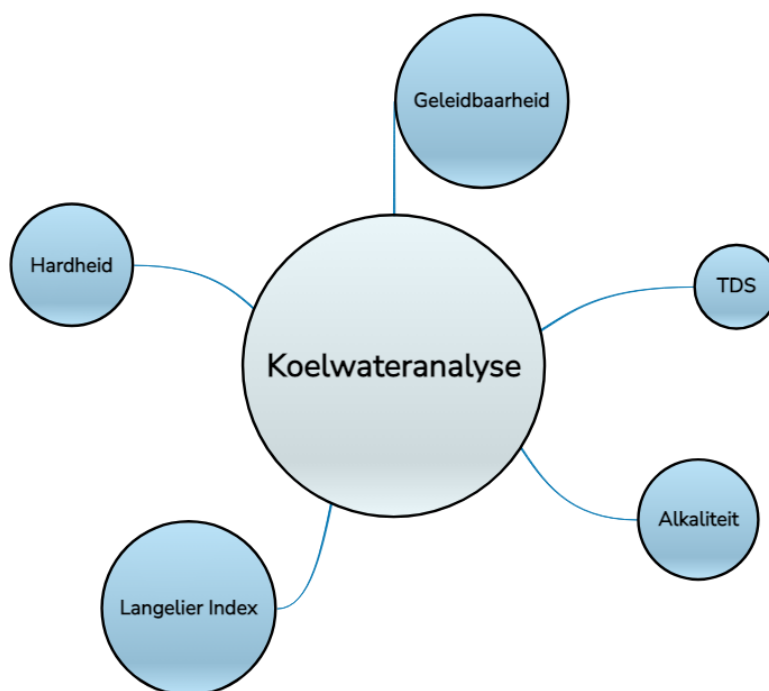 Geleidbaarheid
Hardheid
TDS
Koelwateranalyse
Alkaliteit
Langelier Index